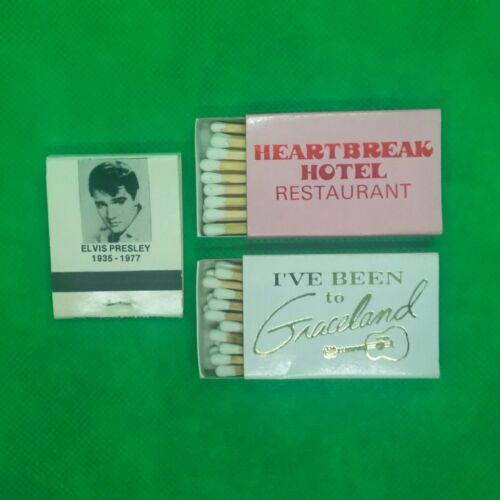 ELVIS PRESLEY
1935 - 1977
HEARTBREAK
HOTEL
RESTAURANT
I'VE BEEN
to
Graceland